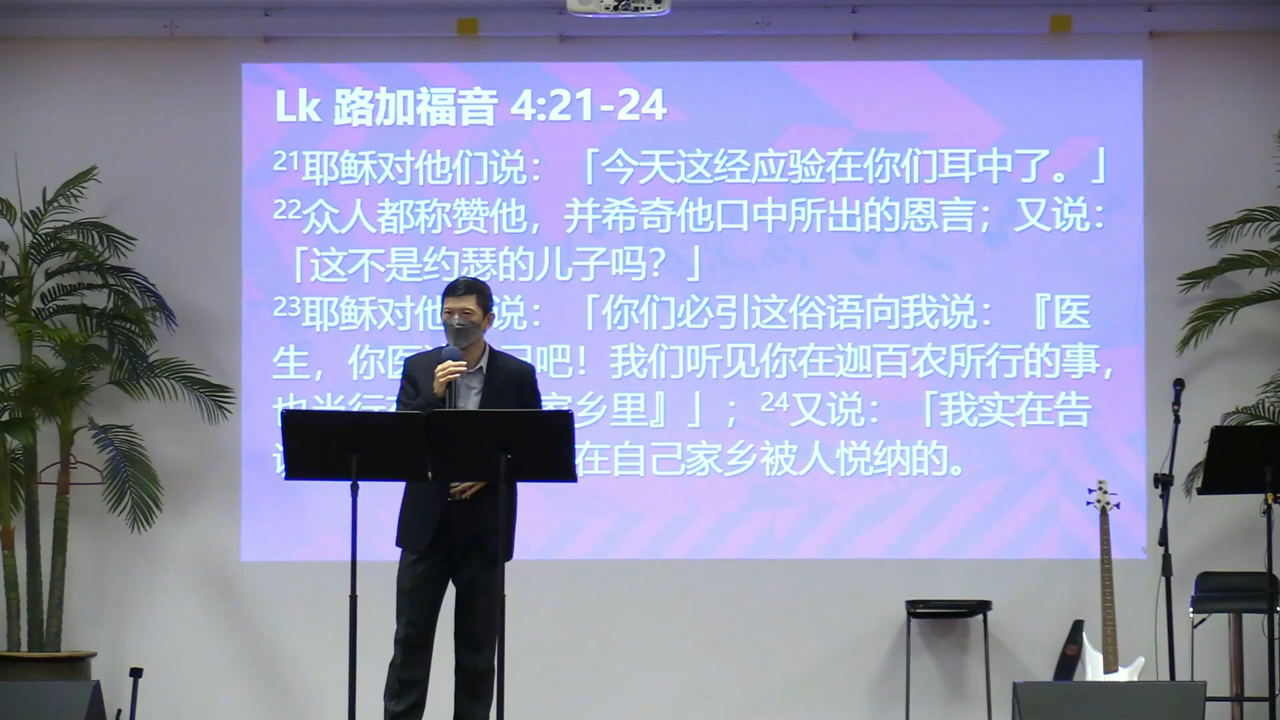 Lk 路加福音 4:21-24
21耶稣对他们说：「今天这经应验在你们耳中了。」
22众人都称赞他，并希奇他口中所出的恩言；又说：
「这不是约瑟的儿子吗？」
23耶稣对他 说：「你们必引这俗语向我说：『医
生，你医 吧！我们听见你在迦百农所行的事，
也当行在 家乡里』」；24又说：「我实在告
在自己家乡被人悦纳的。